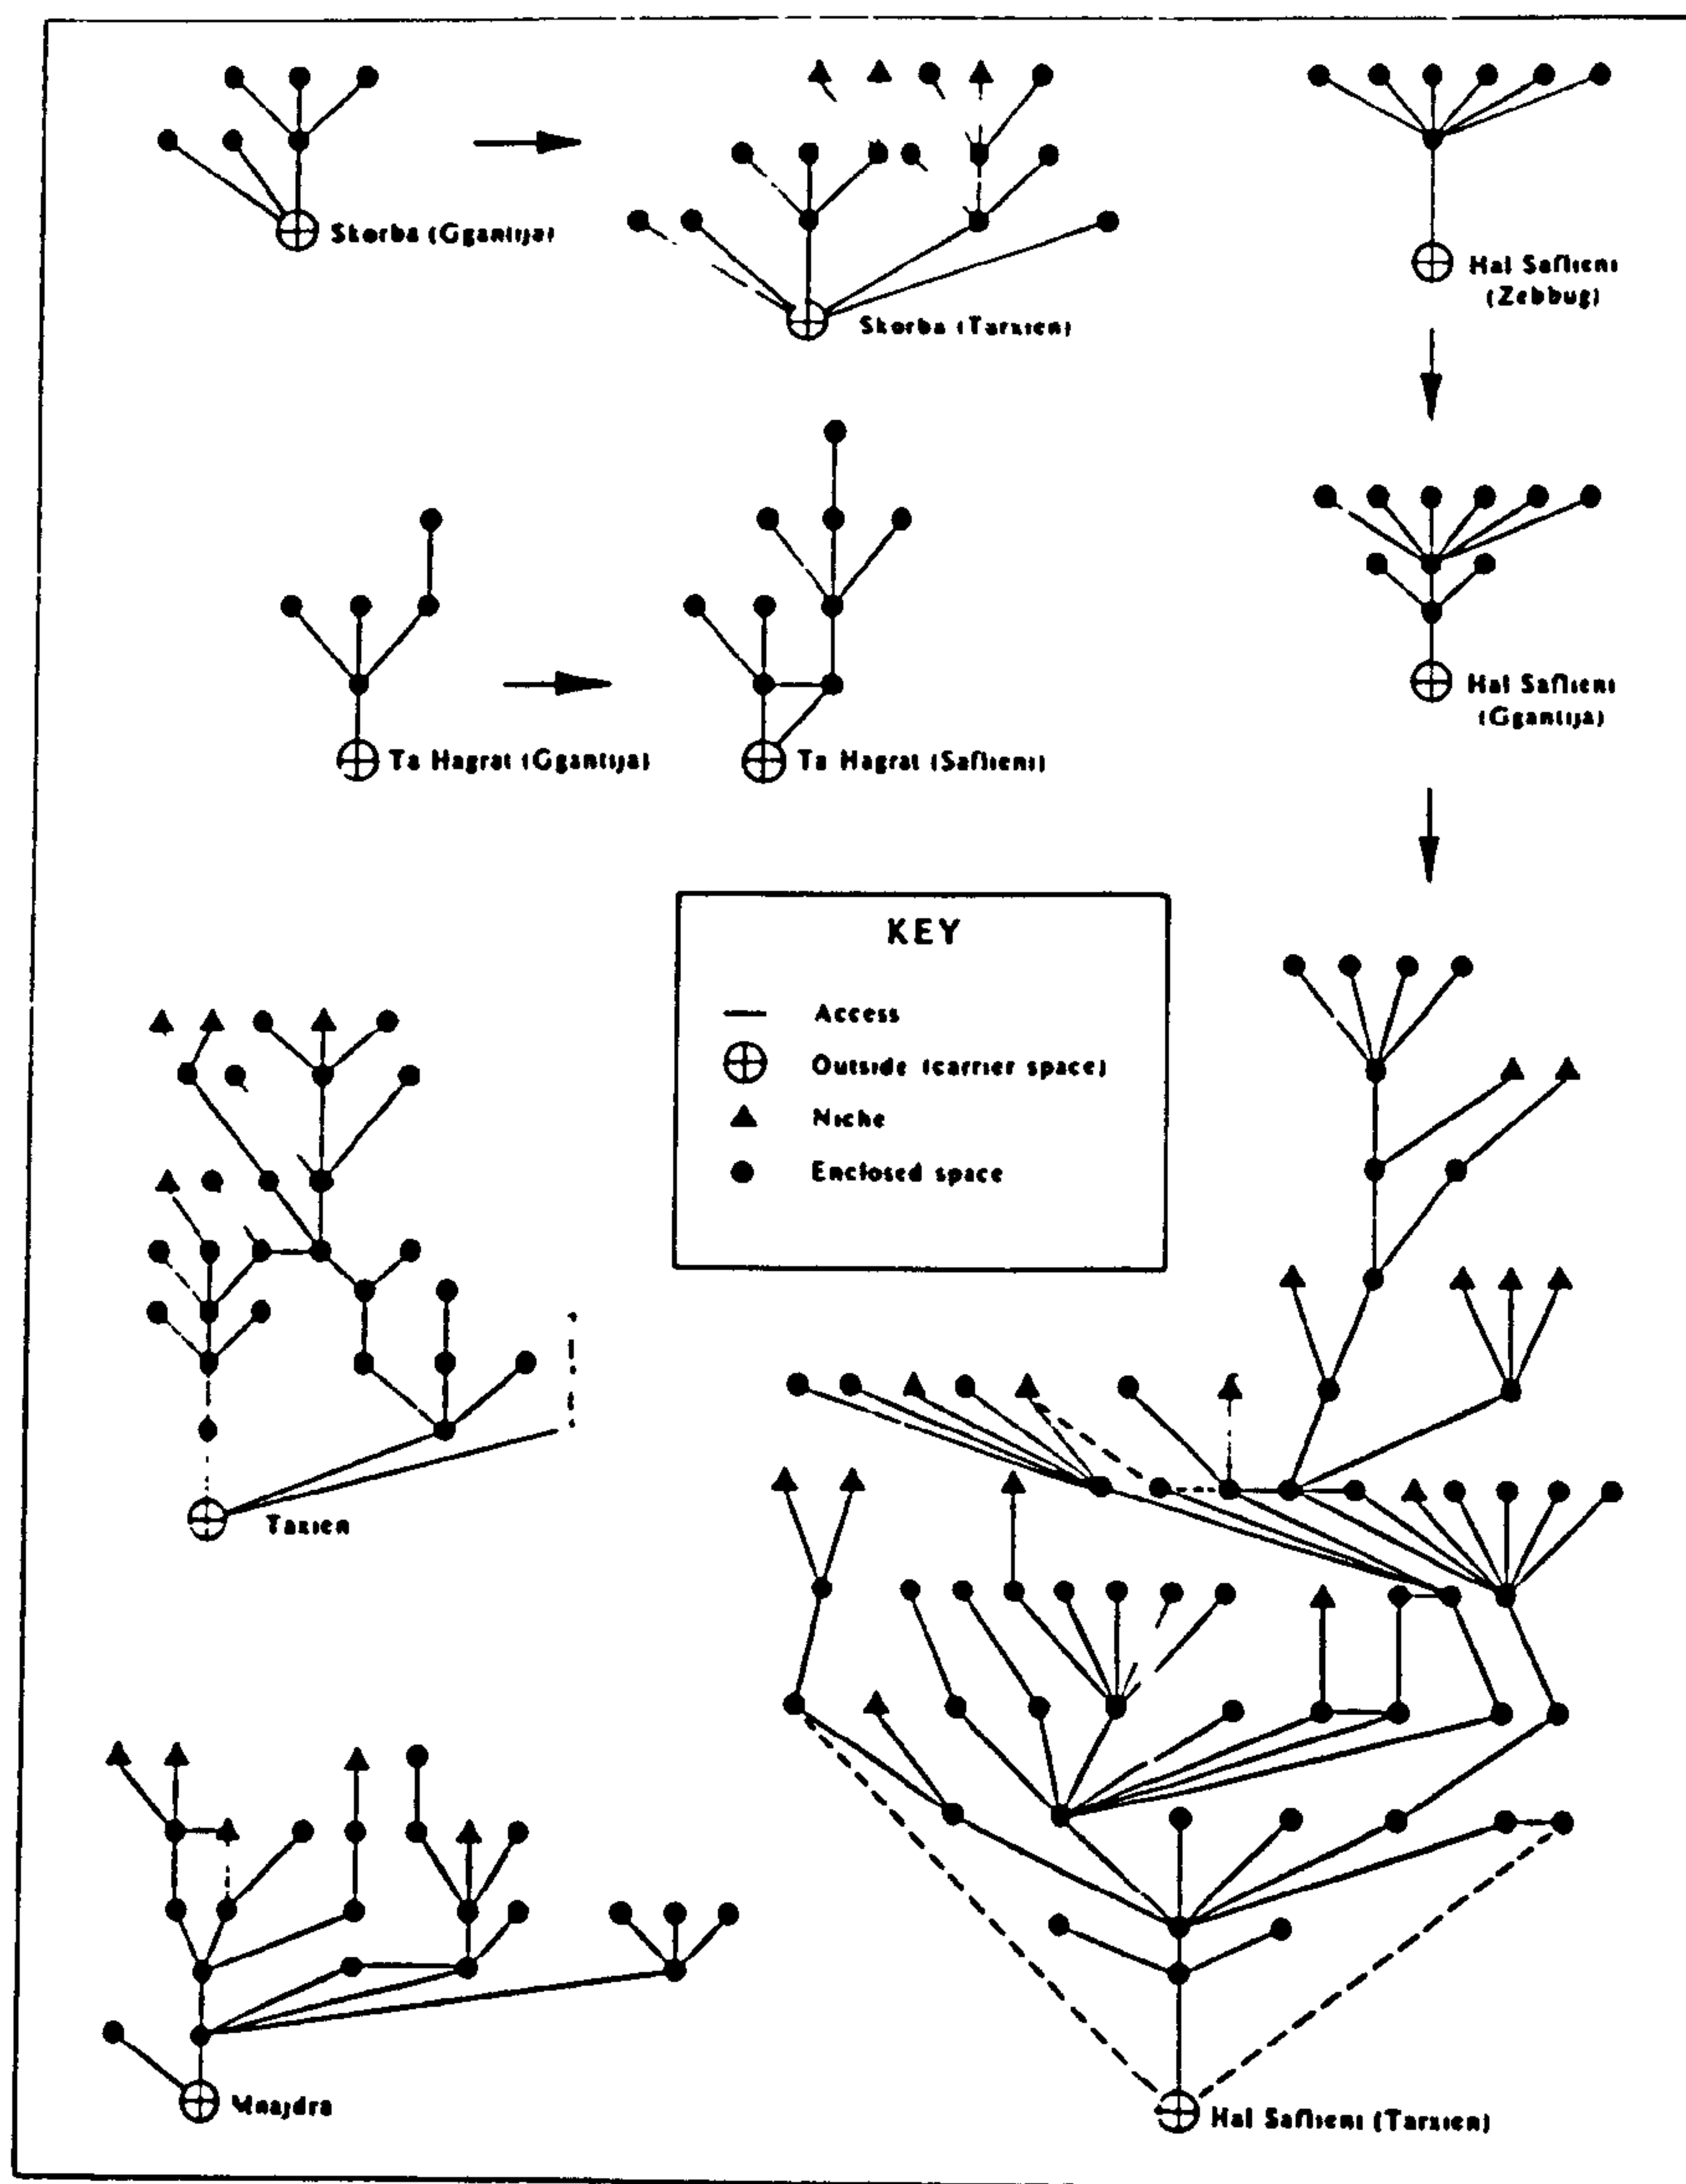 Skorba (Ggantija)
Skorba (Tarxien)
Hal Saflieni
(Zebbug)
Hal Saflieni
(Ggantija)
Ta Hagrat (Ggantija)
Ta Hagrat (Saflieni)
KEY
Access
Outside (carrier space)
Niche
Enclosed space
Taxien
Mnajdra
Hal Saflieni (Tarxien)